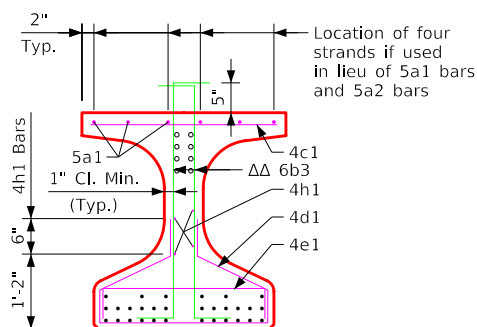 2"
Typ.
Location of four
strands if used
in lieu of 5a1 bars
and 5a2 bars
5"
4h1 Bars
5a1
4c1
1" Cl. Min.
(Typ.)
ΔΔ 6b3
4h1
4d1
4e1
6"
1'-2"